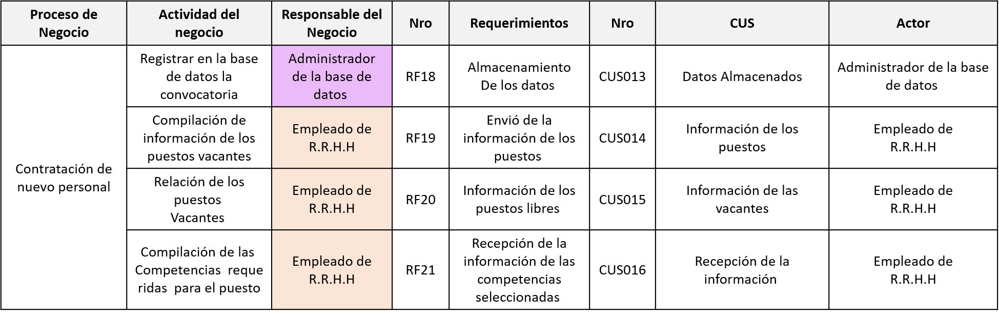 Proceso de
Negocio
Actividad del
negocio
Responsable del
Negocio
Nro
Requerimientos
Nro
CUS
Actor
Contratación de
nuevo personal
Registrar en la base
de datos la
convocatoria
Administrador
de la base de
datos
RF18
Almacenamiento
De los datos
CUS013
Datos Almacenados
Administrador de la base
de datos
Compilación de
información de los
puestos vacantes
Empleado de
R.R.H.H
RF19
Envió de la
información de los
puestos
CUS014
Información de los
puestos
Empleado de
R.R.H.H
Relación de los
puestos
Vacantes
Empleado de
R.R.H.H
RF20
Información de los
puestos libres
CUS015
Información de las
vacantes
Empleado de
R.R.H.H
Compilación de las
Competencias  reque
ridas  para el puesto
Empleado de
R.R.H.H
RF21
Recepción de la
información de las
competencias
seleccionadas
CUS016
Recepción de la
información
Empleado de
R.R.H.H